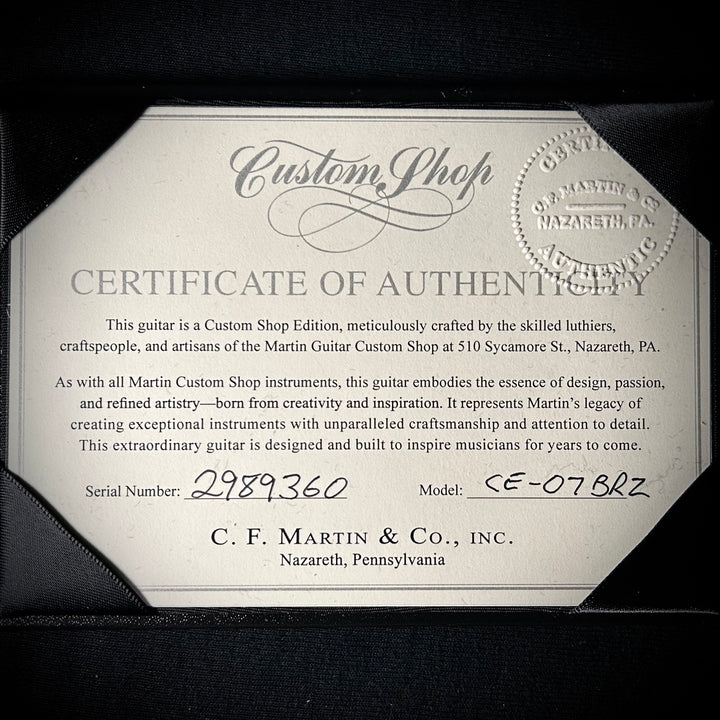 Custom Shop
CERTIFIED
C.F. MARTIN & CO
NAZARETH, PA.
AUTHENTIC
CERTIFICATE OF AUTHENTICITY
This guitar is a Custom Shop Edition, meticulously crafted by the skilled luthiers,
craftspeople, and artisans of the Martin Guitar Custom Shop at 510 Sycamore St., Nazareth, PA.
As with all Martin Custom Shop instruments, this guitar embodies the essence of design, passion,
and refined artistry—born from creativity and inspiration. It represents Martin's legacy of
creating exceptional instruments with unparalleled craftsmanship and attention to detail.
This extraordinary guitar is designed and built to inspire musicians for years to come.
Serial Number: 2989360 Model: CE-07BRZ
C. F. MARTIN & CO., INC.
Nazareth, Pennsylvania